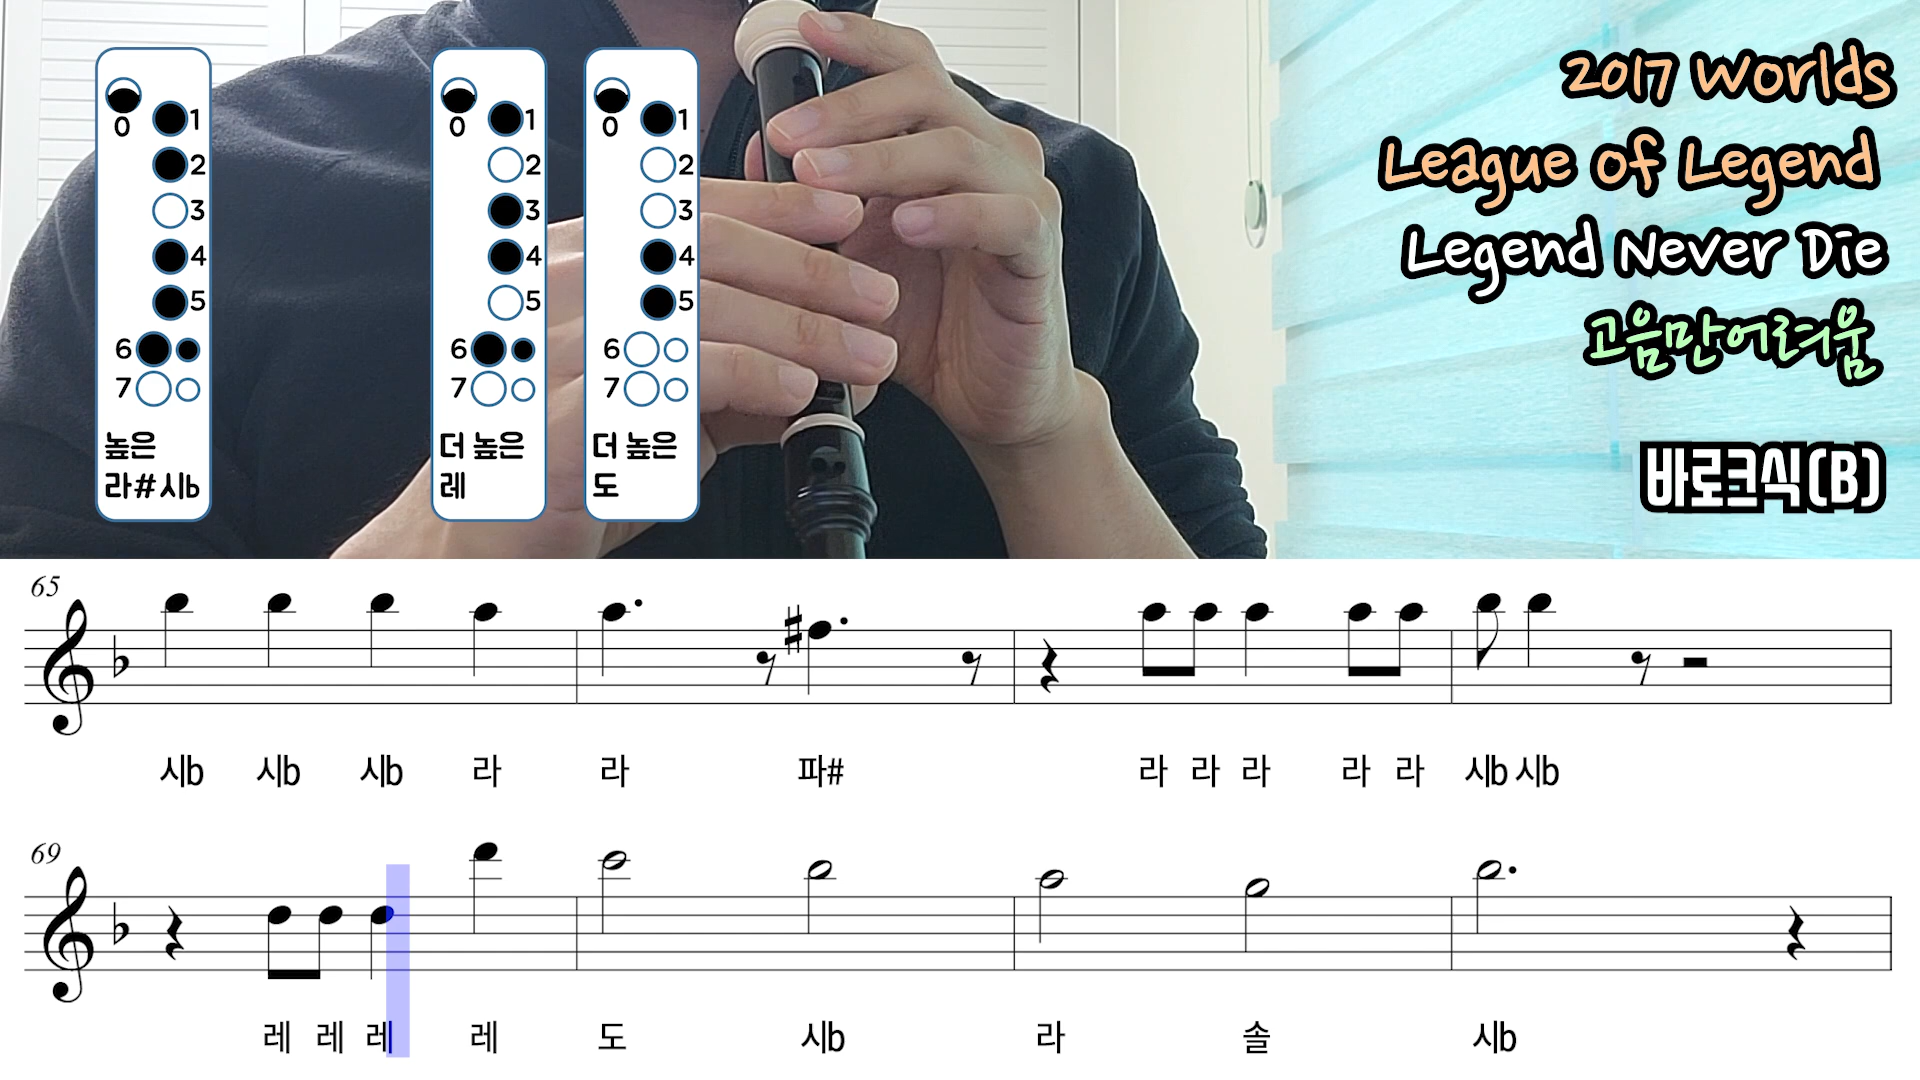 2017 Worlds
League of Legend
Legend Never Die
고음만어려움
바로크식(B)
0 1
2
3
4
5
6
7
높은
라#시b
0 1
2
3
4
5
6
7
더 높은
레
0 1
2
3
4
5
6
7
더 높은
도
65
시b 시b 시b 라 라 파# 라 라 라 라 라 시b 시b
69
레 레 레 레 도 시b 라 솔 시b